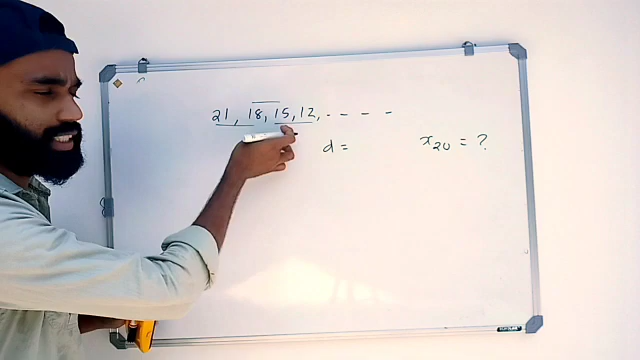 21, 18, 15, 12, - - - -
d =
x₂₀ = ?